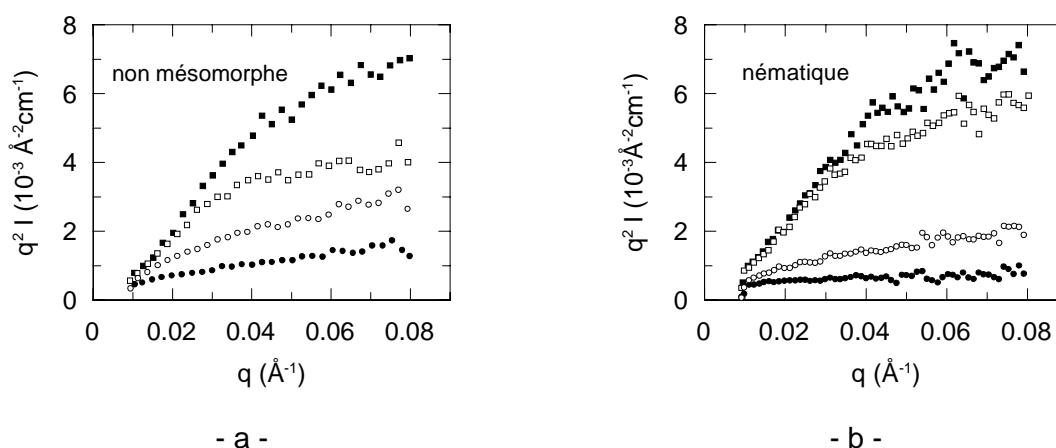 8
6
4
2
0
q² I (10⁻³ Å⁻²cm⁻¹)
non mésomorphe
0 0.02 0.04 0.06 0.08
q (Å⁻¹)
- a -
8
6
4
2
0
q² I (10⁻³Å⁻²cm⁻¹)
nématique
0 0.02 0.04 0.06 0.08
q (Å⁻¹)
- b -